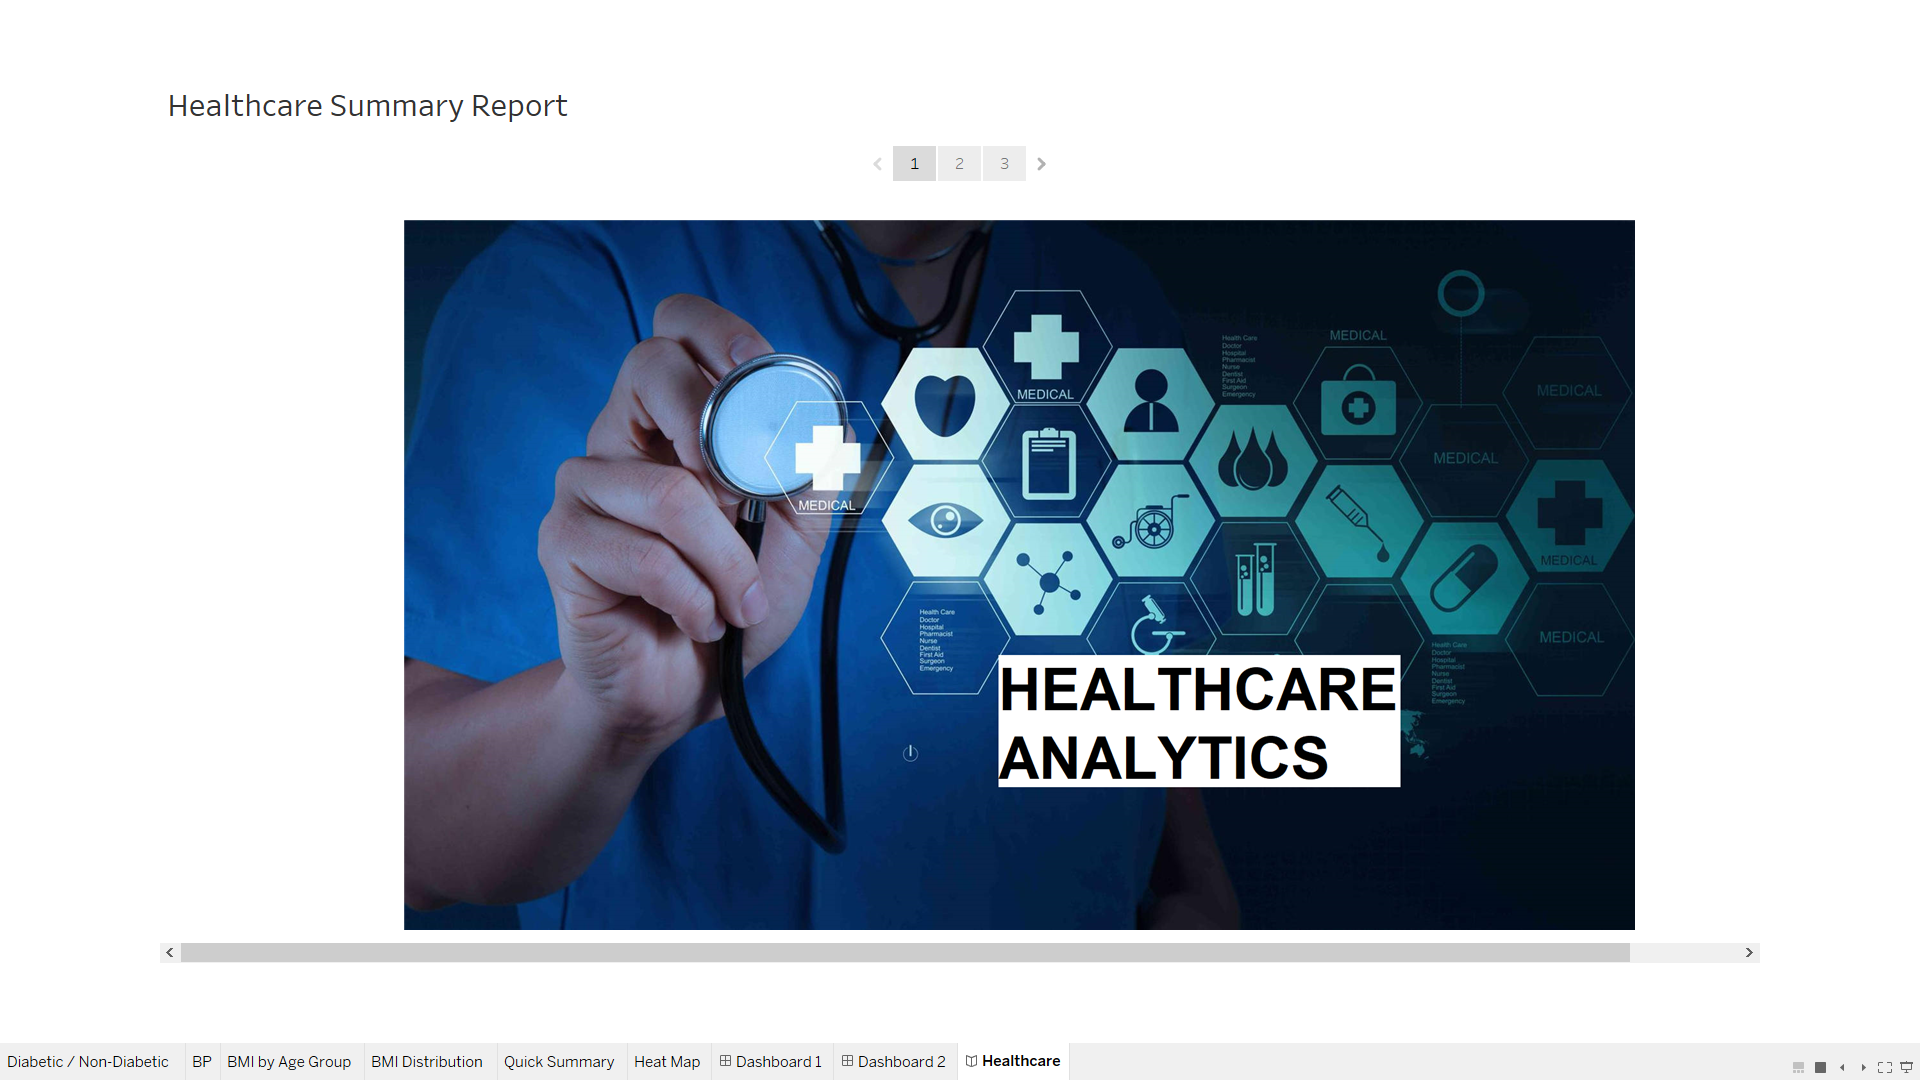 Healthcare Summary Report
1
2
3
MEDICAL
MEDICAL
MEDICAL
MEDICAL
MEDICAL
MEDICAL
MEDICAL
Health Care
Doctor
Hospital
Pharmacist
Nurse
Dentist
First Aid
Surgeon
Emergency
Health Care
Doctor
Hospital
Pharmacist
Nurse
Dentist
First Aid
Surgeon
Emergency
Health Care
Doctor
Hospital
Pharmacist
Nurse
Dentist
First Aid
Surgeon
Emergency
HEALTHCARE
ANALYTICS
Diabetic / Non-Diabetic
BP
BMI by Age Group
BMI Distribution
Quick Summary
Heat Map
Dashboard 1
Dashboard 2
Healthcare